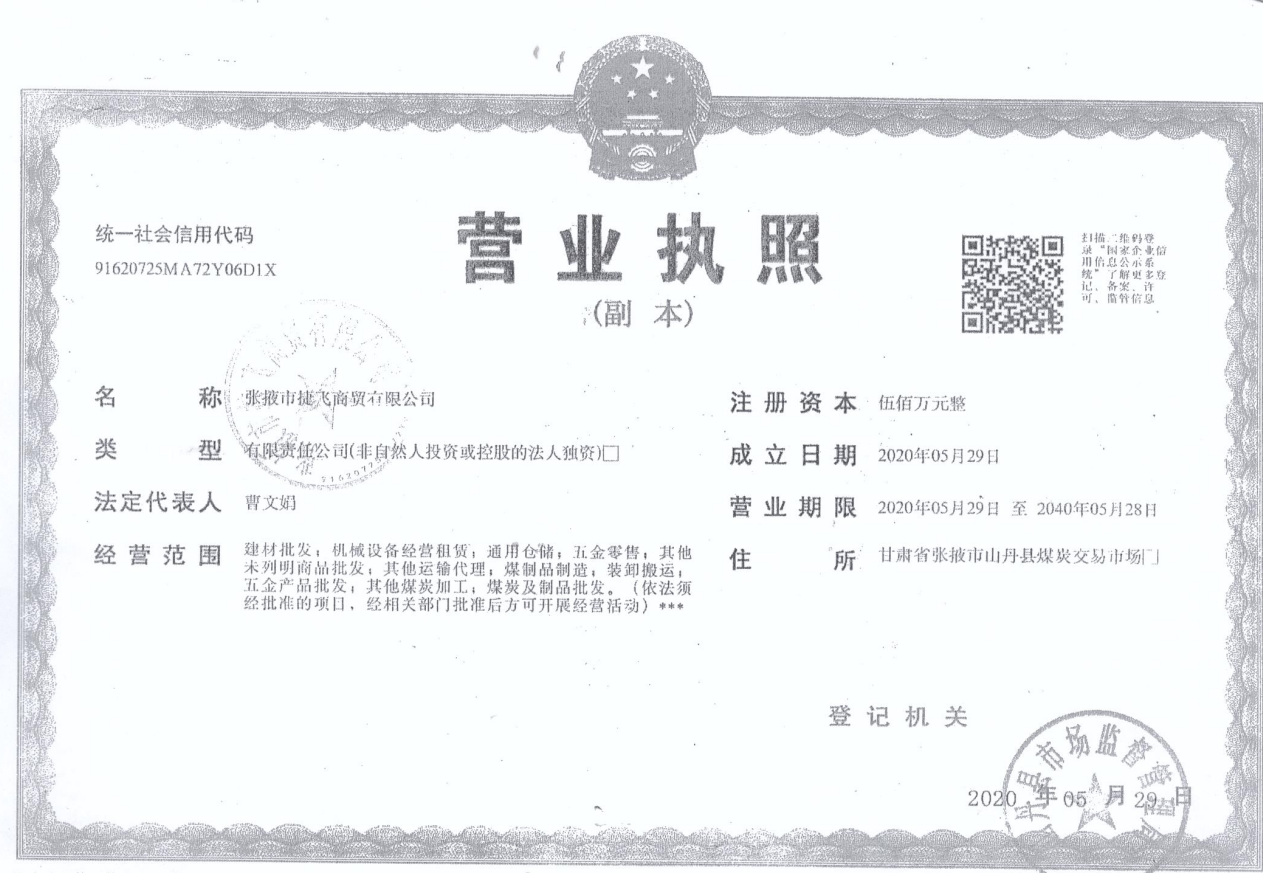 营业执照
(副 本)
统一社会信用代码
91620725MA72Y06D1X
扫描二维码登
录“国家企业信
用信息公示系
统”了解更多登
记、备案、许
可、监管信息
名 称 张掖市捷飞商贸有限公司
类 型 有限责任公司(非自然人投资或控股的法人独资)□
法定代表人 曹文娟
经营范围 建材批发；机械设备经营租赁；通用仓储；五金零售；其他
未列明商品批发；其他运输代理；煤制品制造；装卸搬运；
五金产品批发；其他煤炭加工；煤炭及制品批发。（依法须
经批准的项目，经相关部门批准后方可开展经营活动）***
注册资本 伍佰万元整
成立日期 2020年05月29日
营业期限 2020年05月29日 至 2040年05月28日
住 所 甘肃省张掖市山丹县煤炭交易市场□
登记机关
丹县市场监督管理
2020 年05 月29 日